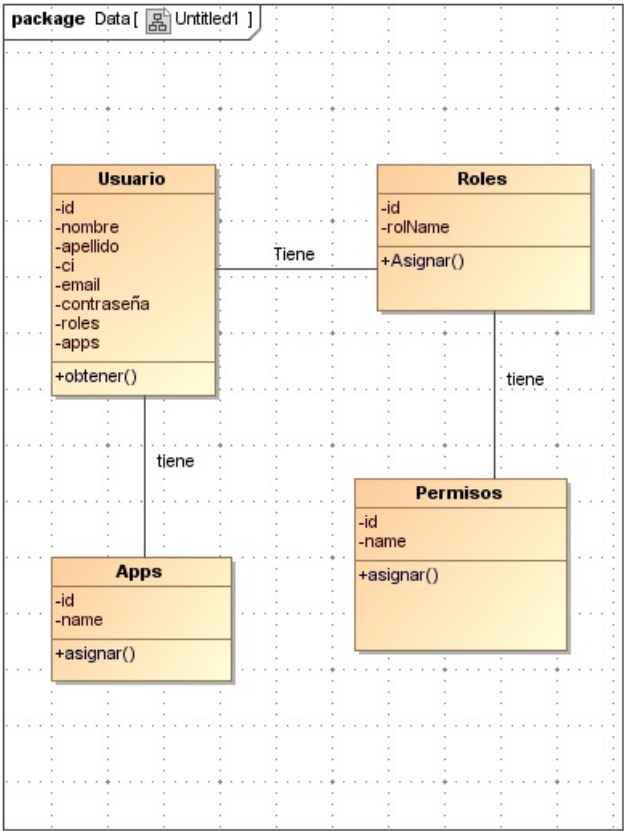 package Data [ Untitled1 ]
Usuario
-id
-nombre
-apellido
-ci
-email
-contraseña
-roles
-apps
+obtener()
Tiene
Roles
-id
-rolName
+Asignar()
tiene
tiene
Permisos
-id
-name
+asignar()
Apps
-id
-name
+asignar()